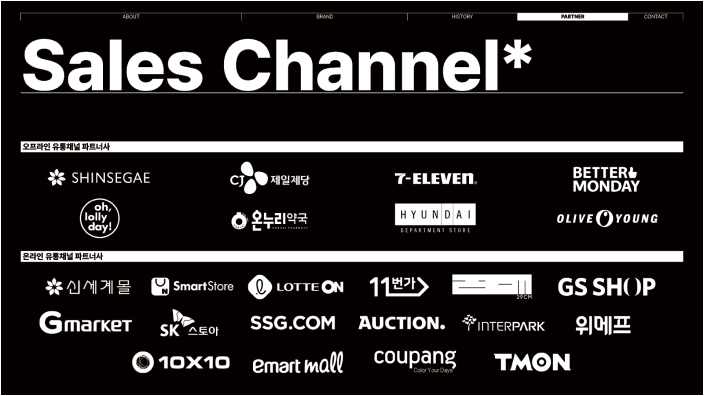 ABOUT BRAND HISTORY PARTNER CONTACT
Sales Channel*
오프라인 유통채널 파트너사
SHINSEGAE CJ 제일제당 7-ELEVEN® BETTER MONDAY
oh, lolly day! 온누리약국 HYUNDAI DEPARTMENT STORE OLIVE YOUNG
온라인 유통채널 파트너사
신세계몰 SmartStore LOTTE ON 11번가 29CM GS SHOP
Gmarket SK 스토아 SSG.COM AUCTION. INTERPARK 위메프
10X10 emart mall coupang Color Your Days TMON